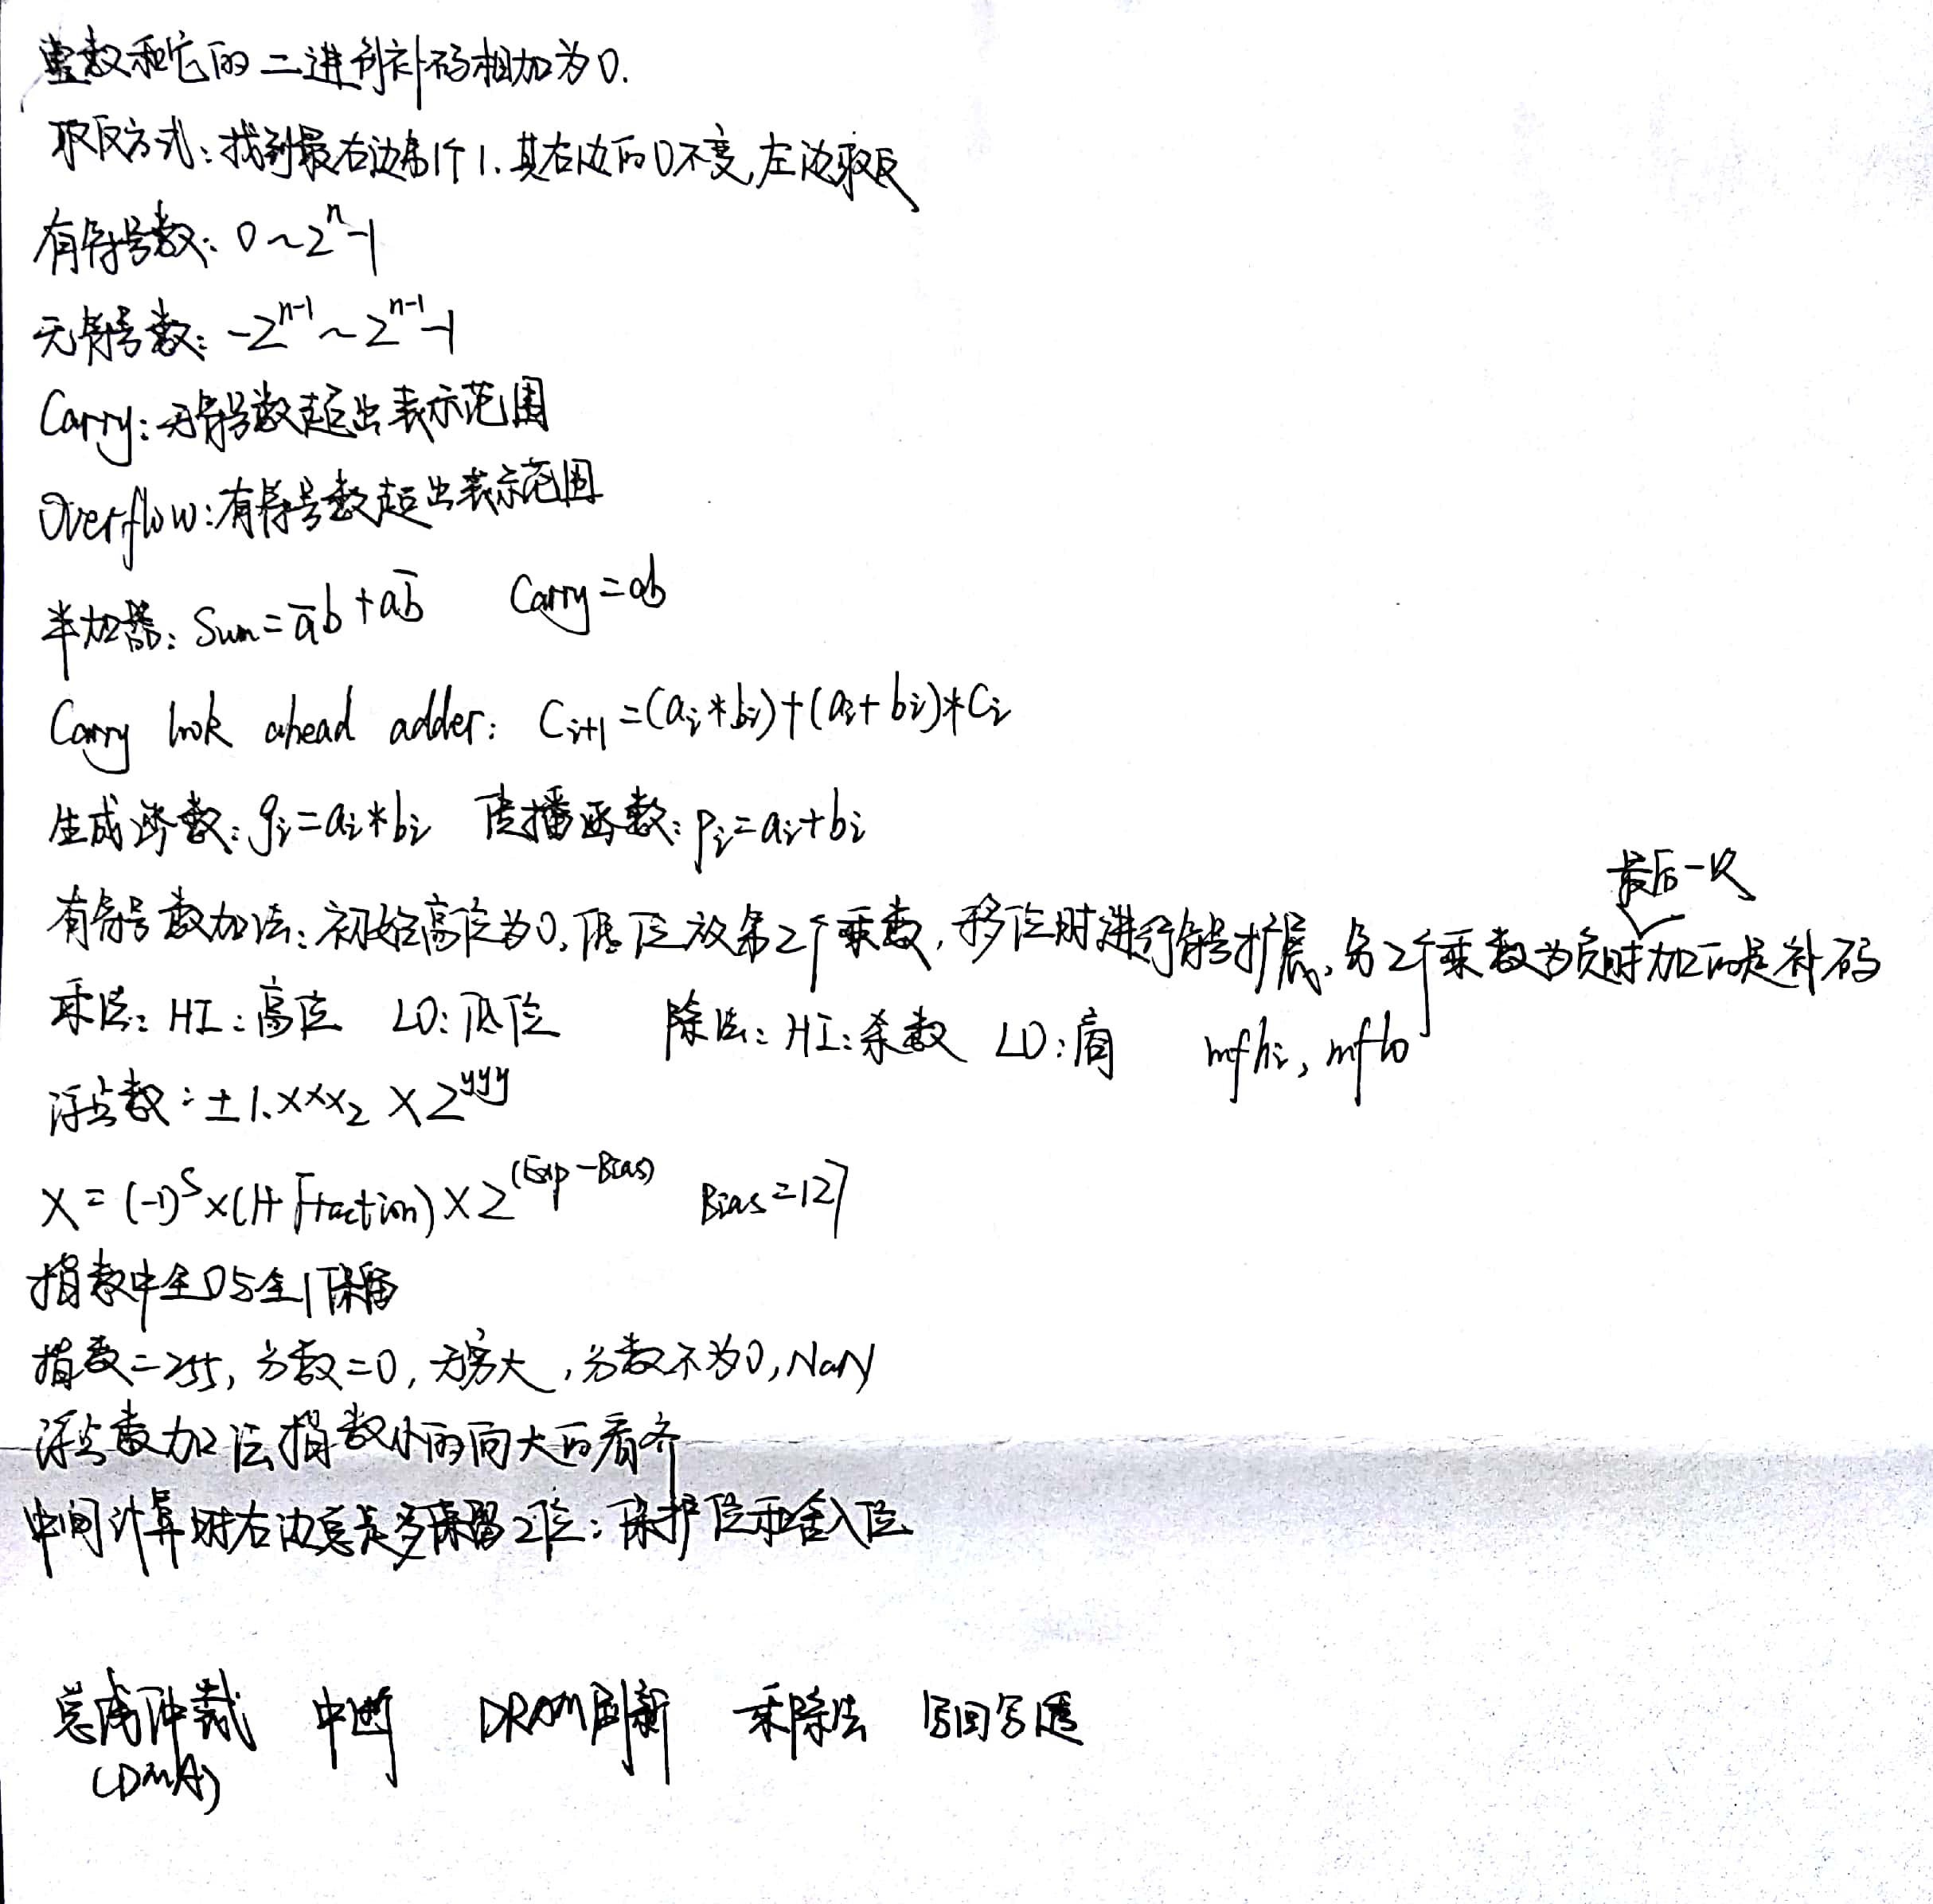 整数和它的二进制补码相加为0.
取反方式:找到最右边第1个1.其右边的0不变,左边取反
有符号数:0~2^n-1
无符号数:-2^{n-1}~2^{n-1}-1
Carry:无符号数超出表示范围
Overflow:有符号数超出表示范围
半加器:Sum=a̅b+ab̅ Carry=ab
Carry look ahead adder: C_{i+1}=(a_i*b_i)+(a_i+b_i)*C_i
生成函数:g_i=a_i*b_i 传播函数:p_i=a_i+b_i
最后一次
有符号数加法:初始高位为0,低位放第2个乘数,移位时进行符号扩展,第2个乘数为负时加的是补码
乘法:HI:高位 LO:低位 除法:HI:余数 LO:商 mfhi, mflo
浮点数:±1.xxx_2 ×2^{yyy}
X=(-1)^S×(1+Fraction)×2^{(Exp-Bias)} Bias=127
指数中全0与全1保留
指数=255,分数=0,无穷大,分数不为0,NaN
浮点数加法指数小的向大的看齐
中间计算时右边总是多保留2位:保护位和舍入位
总线仲裁 中断 DRAM刷新 乘除法 写回写透
(DMA)